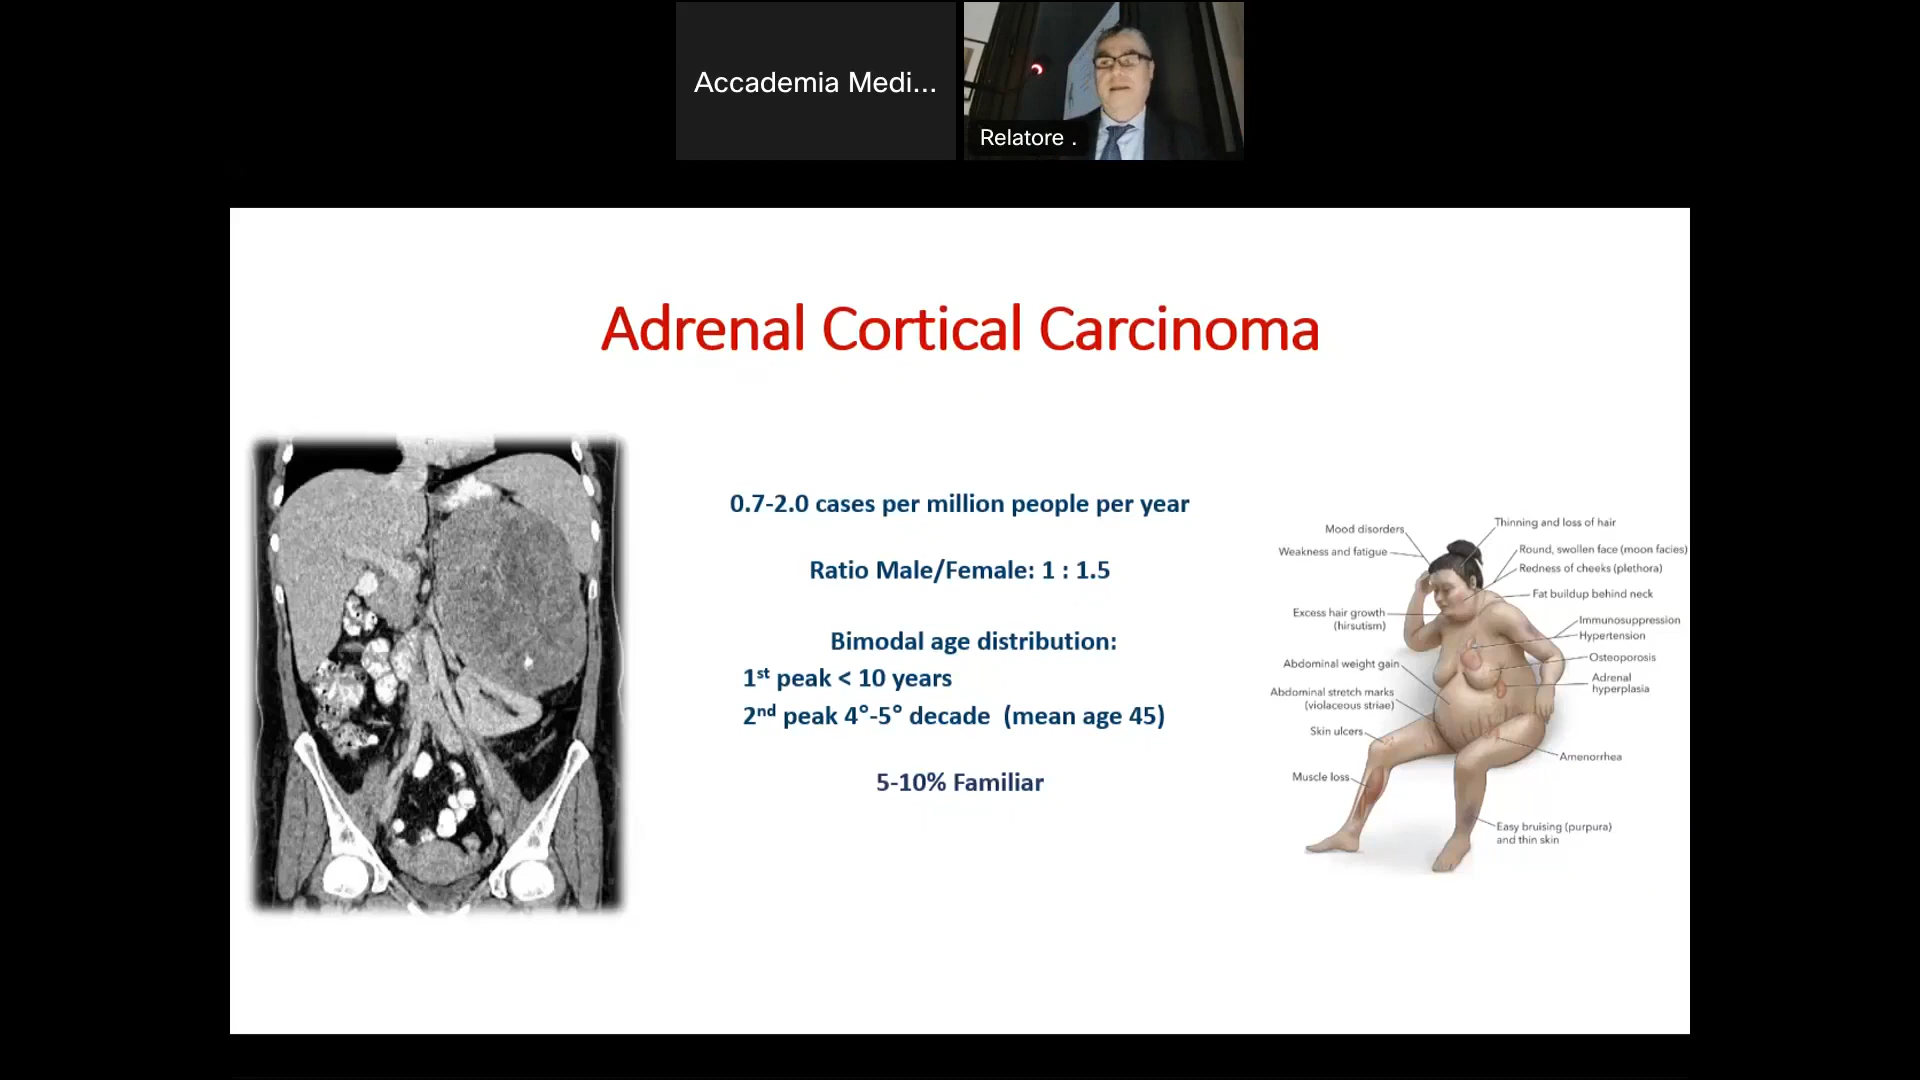 Accademia Medi...
Relatore .
Adrenal Cortical Carcinoma
0.7-2.0 cases per million people per year
Ratio Male/Female: 1 : 1.5
Bimodal age distribution:
1st peak < 10 years
2nd peak 4°-5° decade (mean age 45)
5-10% Familiar
Mood disorders
Weakness and fatigue
Excess hair growth
(hirsutism)
Abdominal weight gain
Abdominal stretch marks
(violaceous striae)
Skin ulcers
Muscle loss
Thinning and loss of hair
Round, swollen face (moon facies)
Redness of cheeks (plethora)
Fat buildup behind neck
Immunosuppression
Hypertension
Osteoporosis
Adrenal
hyperplasia
Amenorrhea
Easy bruising (purpura)
and thin skin